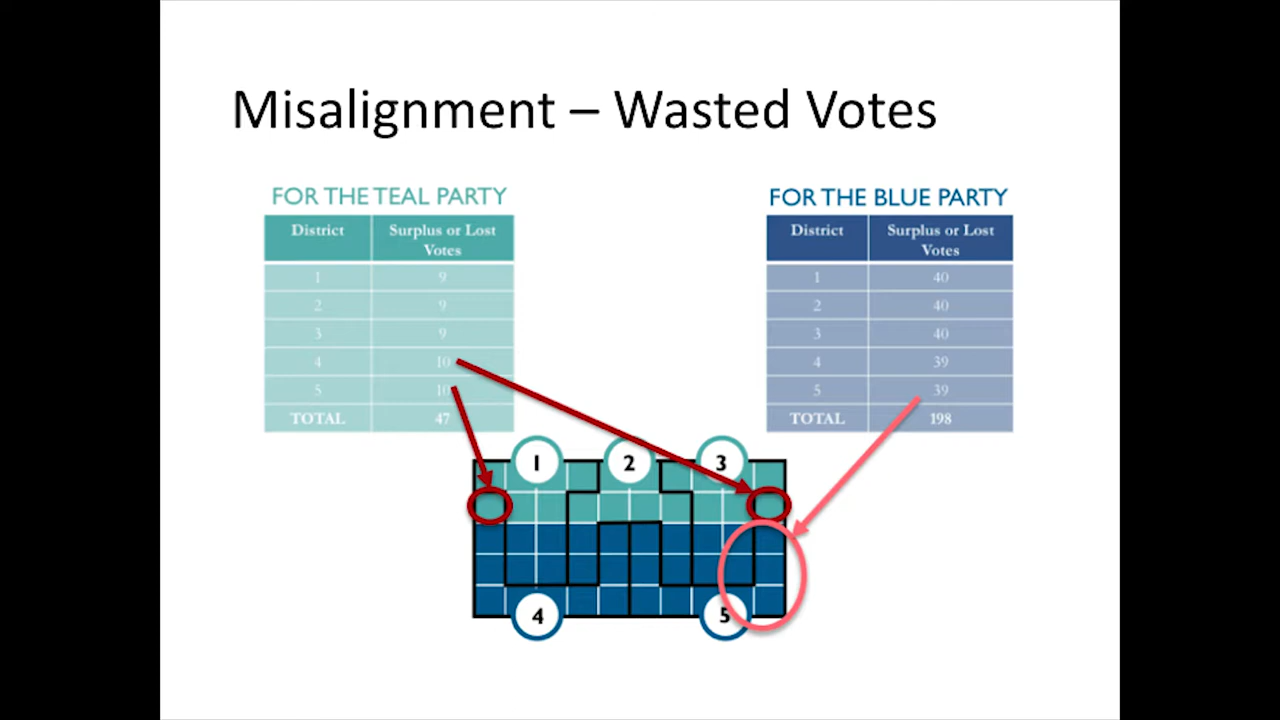 Misalignment – Wasted Votes
FOR THE TEAL PARTY
District Surplus or Lost Votes
1 9
2 9
3 9
4 10
5 10
TOTAL 47
FOR THE BLUE PARTY
District Surplus or Lost Votes
1 40
2 40
3 40
4 39
5 39
TOTAL 198
1 2 3
4 5